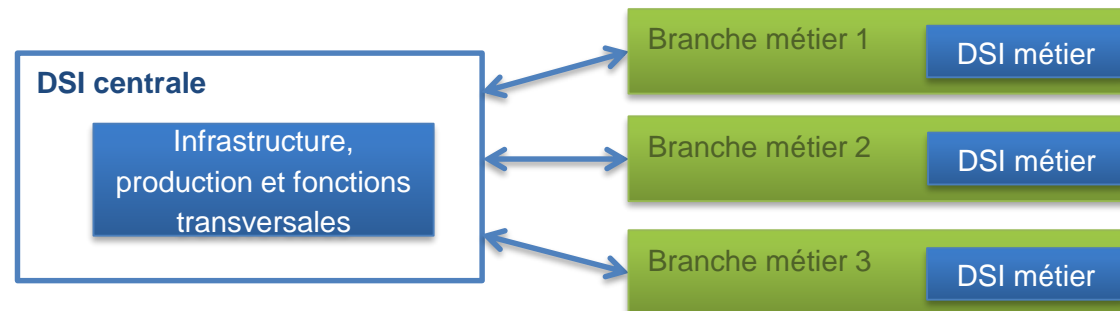 DSI centrale
Infrastructure,
production et fonctions
transversales
Branche métier 1
DSI métier
Branche métier 2
DSI métier
Branche métier 3
DSI métier